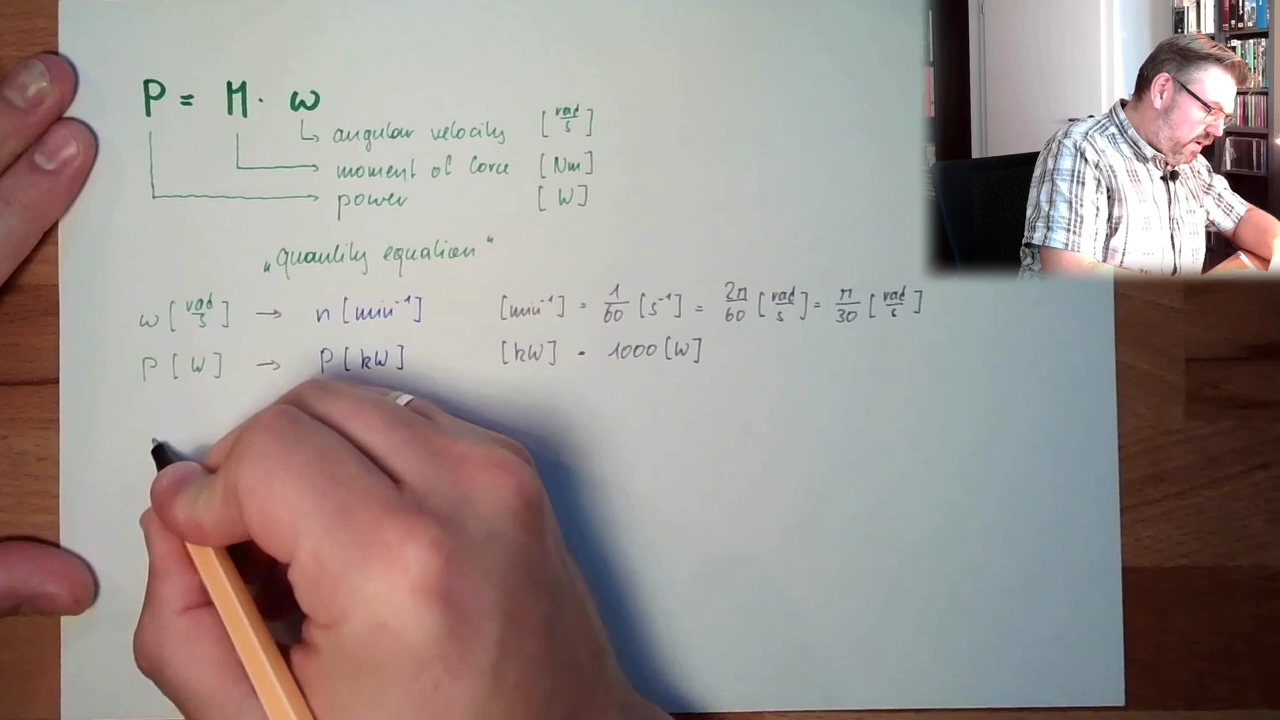 P = M · ω
angular velocity [rad/s]
moment of force [Nm]
power [W]
„quantity equation“
ω [rad/s] → n [min⁻¹] [min⁻¹] = 1/60 [s⁻¹] = 2π/60 [rad/s] = π/30 [rad/s]
P [W] → P [kW] [kW] = 1000 [W]